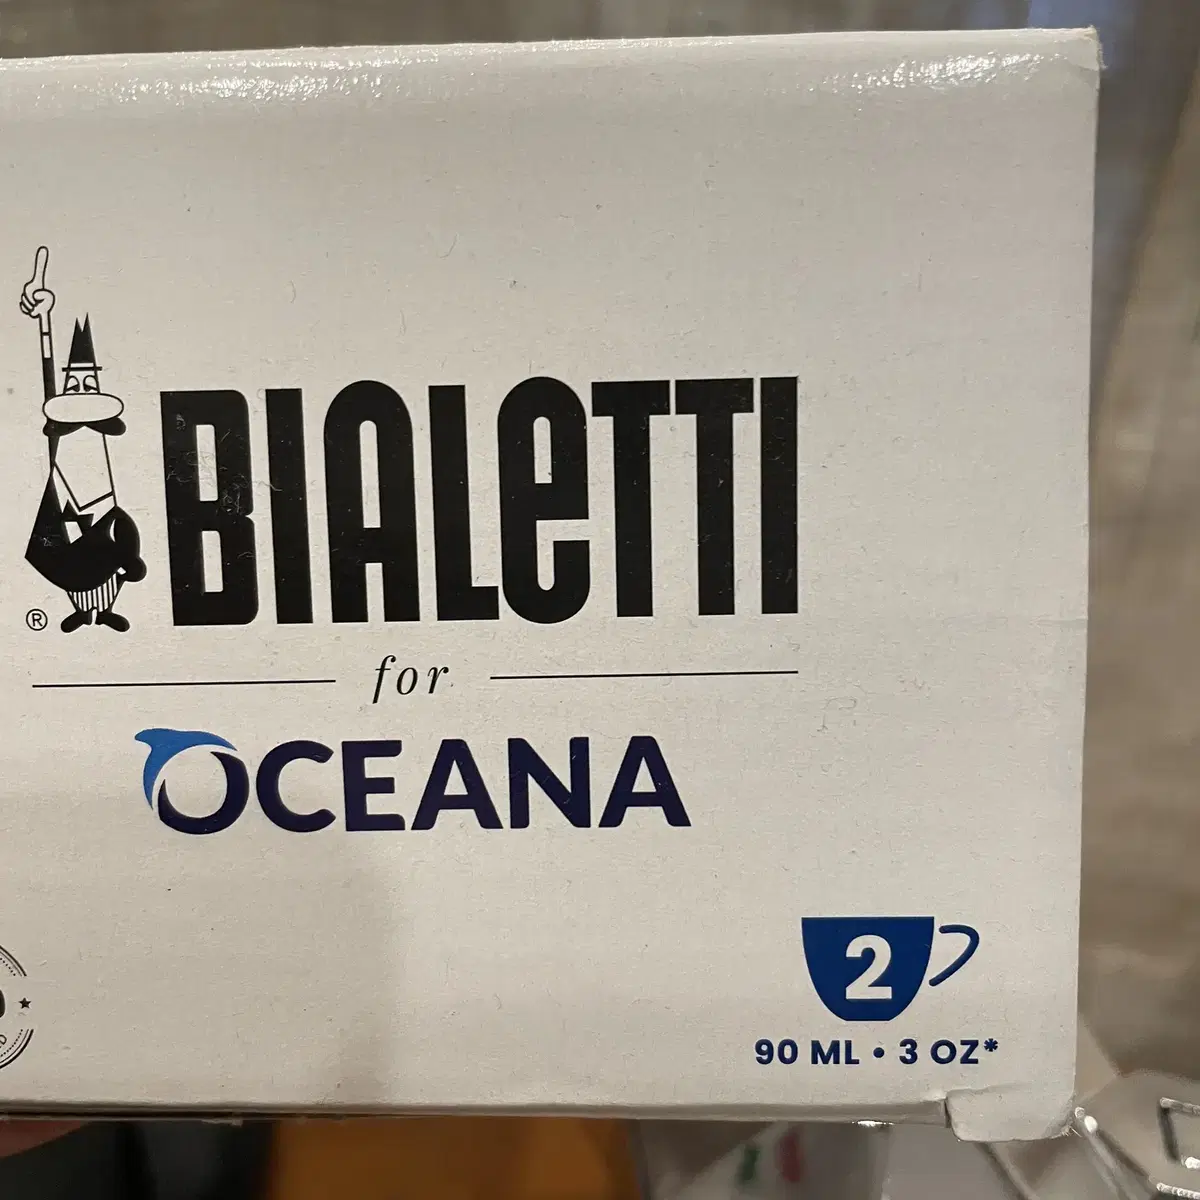 BIALETTI
®
for
OCEANA
2
90 ML • 3 OZ*